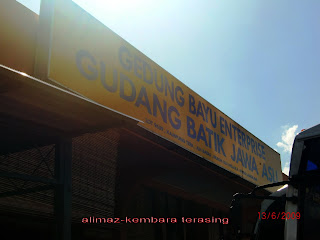 GEDUNG BAYU ENTERPRISE
GUDANG BATIK JAWA ASLI
alimaz-kembara terasing
13/6/2009